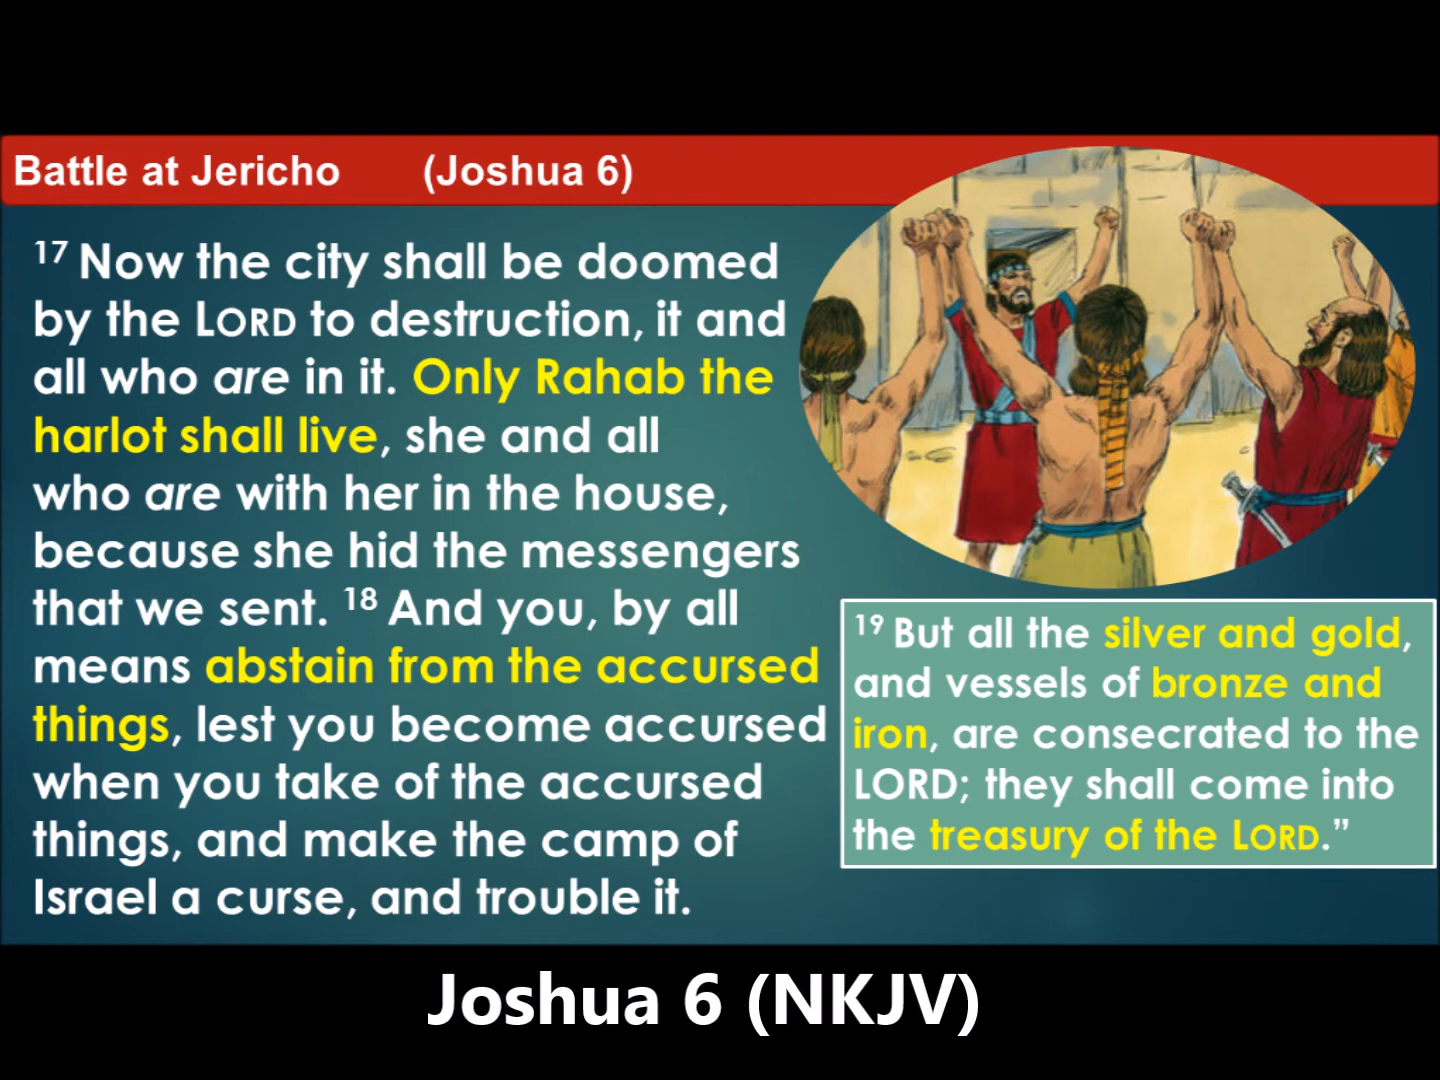 Battle at Jericho (Joshua 6)
17 Now the city shall be doomed
by the LORD to destruction, it and
all who are in it. Only Rahab the
harlot shall live, she and all
who are with her in the house,
because she hid the messengers
that we sent. 18 And you, by all
means abstain from the accursed
things, lest you become accursed
when you take of the accursed
things, and make the camp of
Israel a curse, and trouble it.
19 But all the silver and gold,
and vessels of bronze and
iron, are consecrated to the
LORD; they shall come into
the treasury of the LORD.”
Joshua 6 (NKJV)